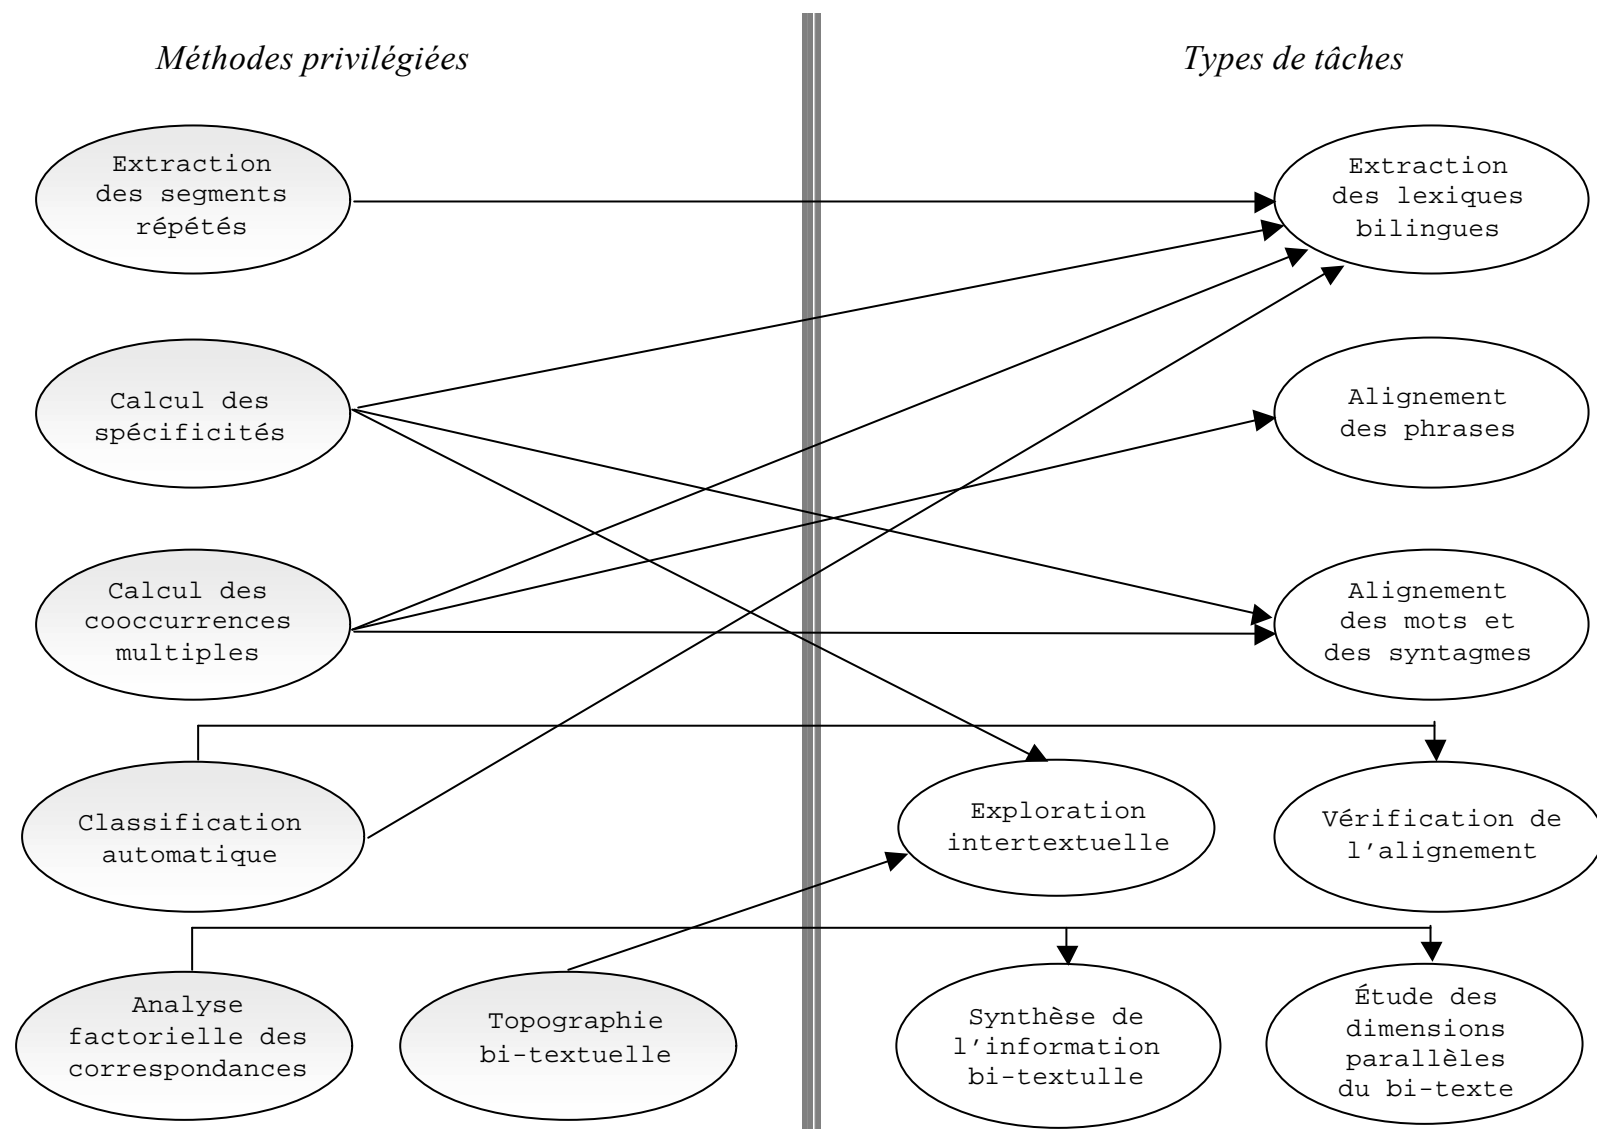 Méthodes privilégiées
Types de tâches
Extraction
des segments
répétés
Extraction
des lexiques
bilingues
Calcul des
spécificités
Alignement
des phrases
Calcul des
cooccurrences
multiples
Alignement
des mots et
des syntagmes
Classification
automatique
Exploration
intertextuelle
Vérification de
l’alignement
Analyse
factorielle des
correspondances
Topographie
bi-textuelle
Synthèse de
l’information
bi-textulle
Étude des
dimensions
parallèles
du bi-texte